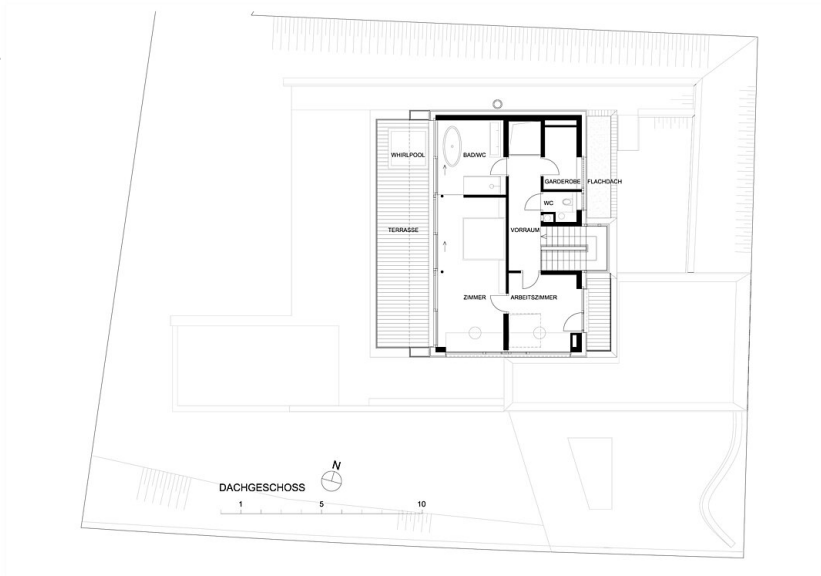 WHIRLPOOL
BAD/WC
GARDEROBE
FLACHDACH
WC
TERRASSE
VORRAUM
ZIMMER
ARBEITSZIMMER
N
DACHGESCHOSS
1 5 10